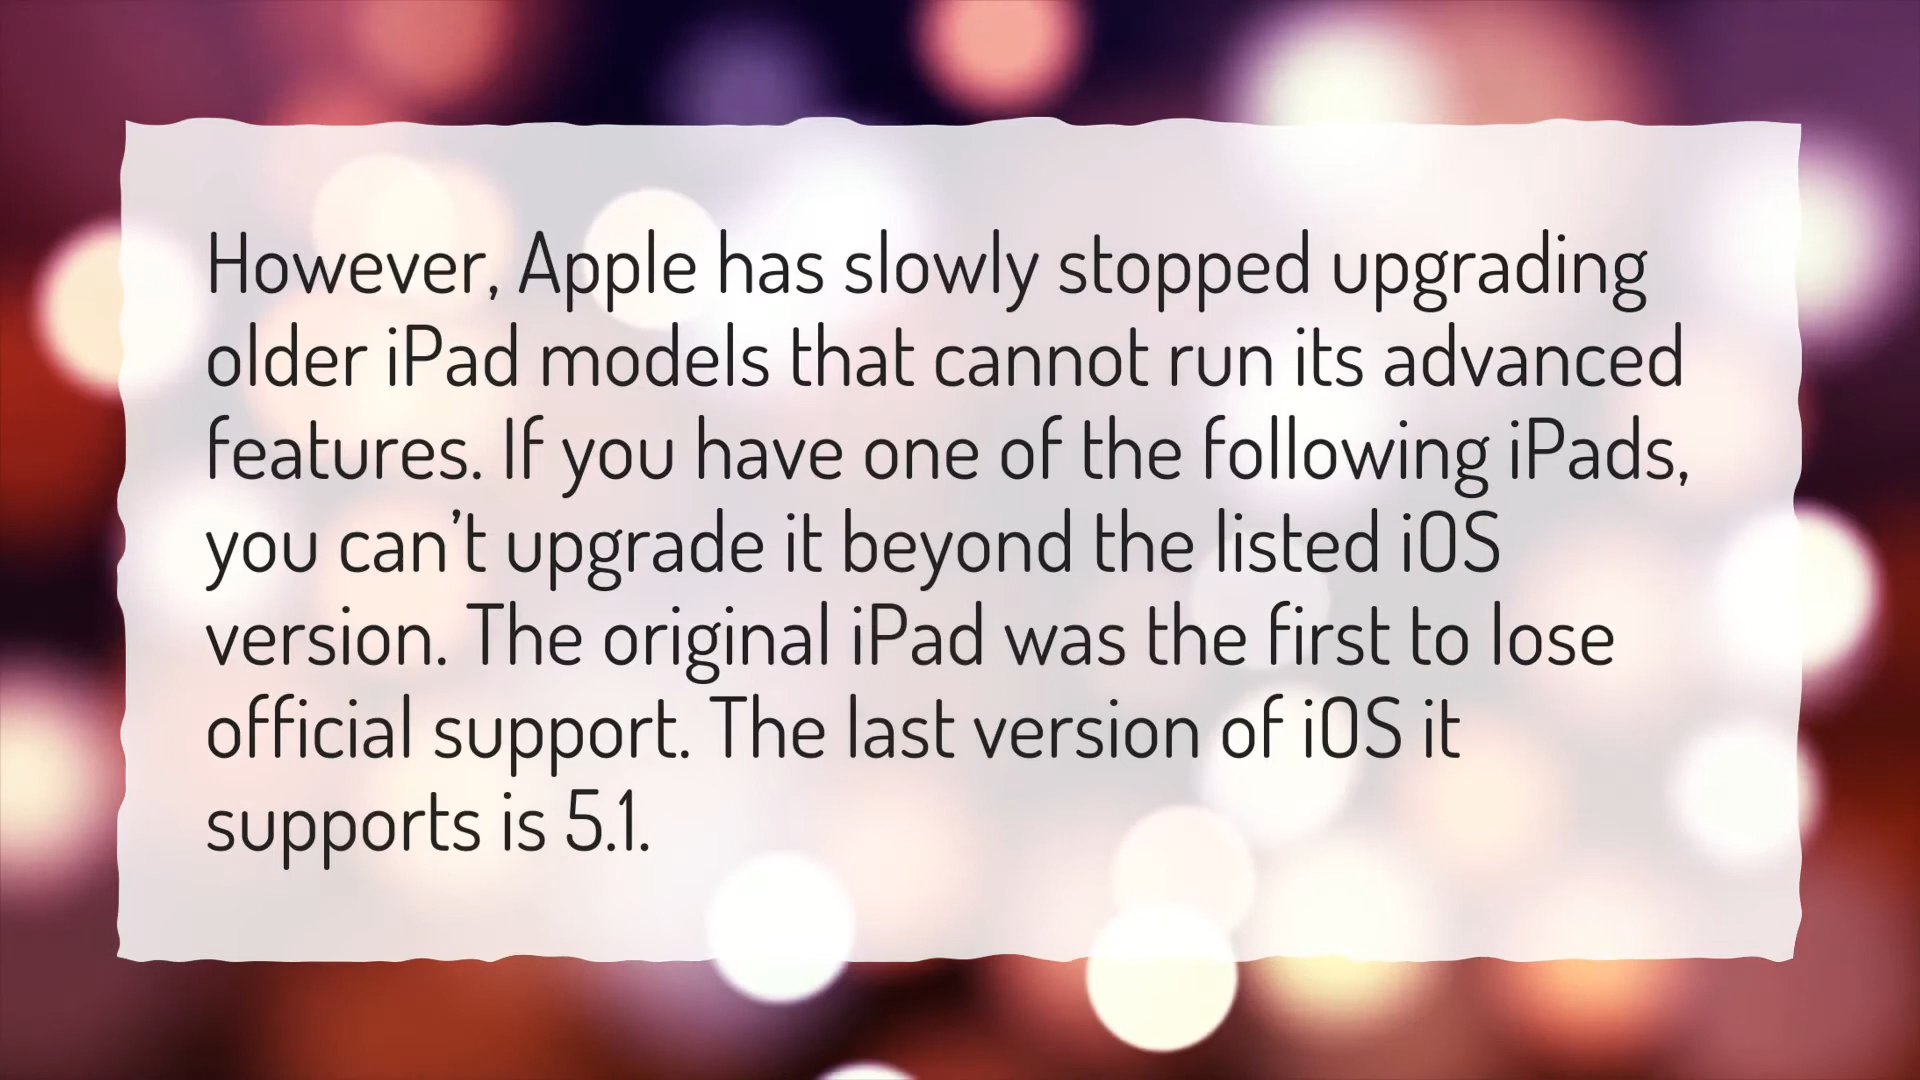 However, Apple has slowly stopped upgrading
older iPad models that cannot run its advanced
features. If you have one of the following iPads,
you can’t upgrade it beyond the listed iOS
version. The original iPad was the first to lose
official support. The last version of iOS it
supports is 5.1.